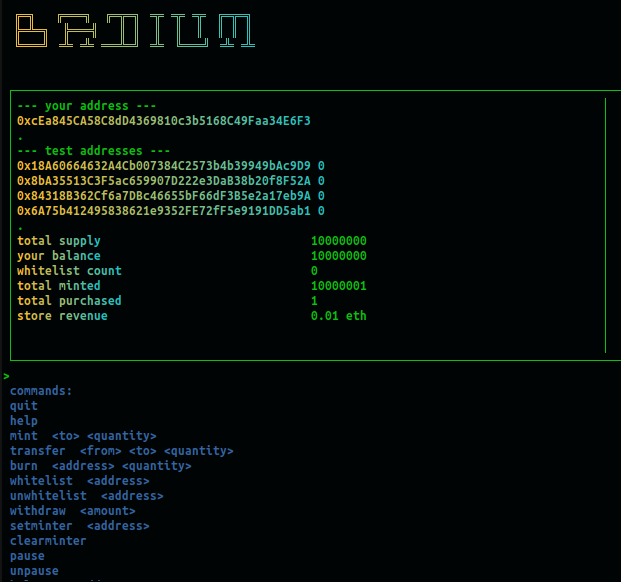 --- your address ---
0xcEa845CA58C8dD4369810c3b5168C49Faa34E6F3
.
--- test addresses ---
0x18A60664632A4Cb007384C2573b4b39949bAc9D9 0
0x8bA35513C3F5ac659907D222e3DaB38b20f8F52A 0
0x84318B362Cf6a7DBc46655bF66dF3B5e2a17eb9A 0
0x6A75b412495838621e9352FE72fF5e9191DD5ab1 0
.
total supply 10000000
your balance 10000000
whitelist count 0
total minted 10000001
total purchased 1
store revenue 0.01 eth
>
commands:
quit
help
mint <to> <quantity>
transfer <from> <to> <quantity>
burn <address> <quantity>
whitelist <address>
unwhitelist <address>
withdraw <amount>
setminter <address>
clearminter
pause
unpause